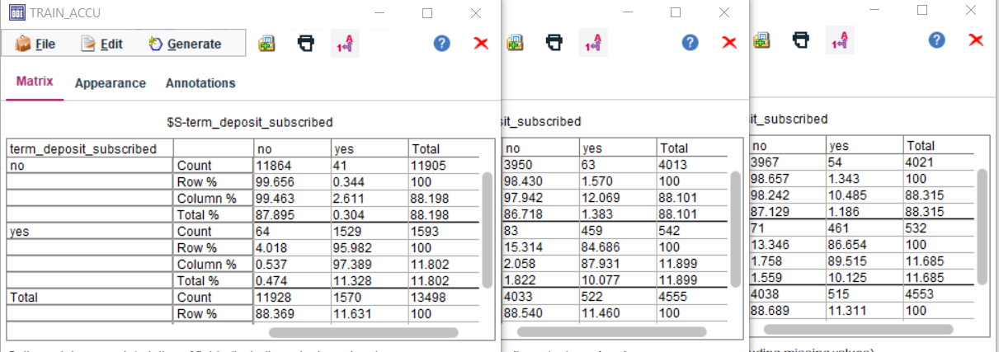 TRAIN_ACCU
File Edit Generate
Matrix Appearance Annotations
$S-term_deposit_subscribed
term_deposit_subscribed no yes Total
no Count 11864 41 11905
Row % 99.656 0.344 100
Column % 99.463 2.611 88.198
Total % 87.895 0.304 88.198
yes Count 64 1529 1593
Row % 4.018 95.982 100
Column % 0.537 97.389 11.802
Total % 0.474 11.328 11.802
Total Count 11928 1570 13498
Row % 88.369 11.631 100
sit_subscribed
no yes Total
3950 63 4013
98.430 1.570 100
97.942 12.069 88.101
86.718 1.383 88.101
83 459 542
15.314 84.686 100
2.058 87.931 11.899
1.822 10.077 11.899
4033 522 4555
88.540 11.460 100
it_subscribed
no yes Total
3967 54 4021
98.657 1.343 100
98.242 10.485 88.315
87.129 1.186 88.315
71 461 532
13.346 86.654 100
1.758 89.515 11.685
1.559 10.125 11.685
4038 515 4553
88.689 11.311 100